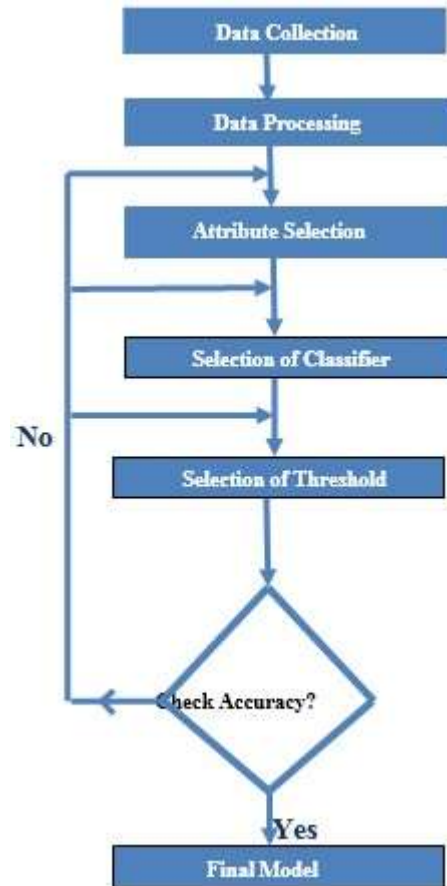 Data Collection
Data Processing
Attribute Selection
Selection of Classifier
No
Selection of Threshold
Check Accuracy?
Yes
Final Model